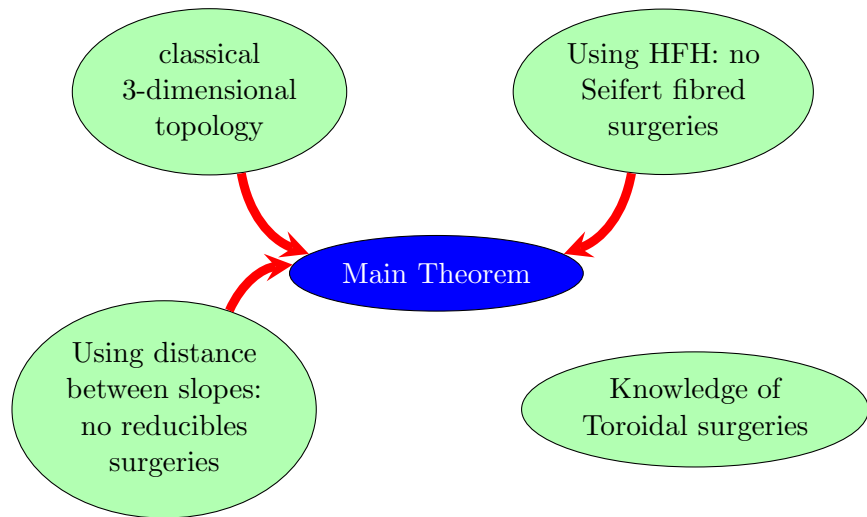 classical
3-dimensional
topology
Using HFH: no
Seifert fibred
surgeries
Main Theorem
Using distance
between slopes:
no reducibles
surgeries
Knowledge of
Toroidal surgeries